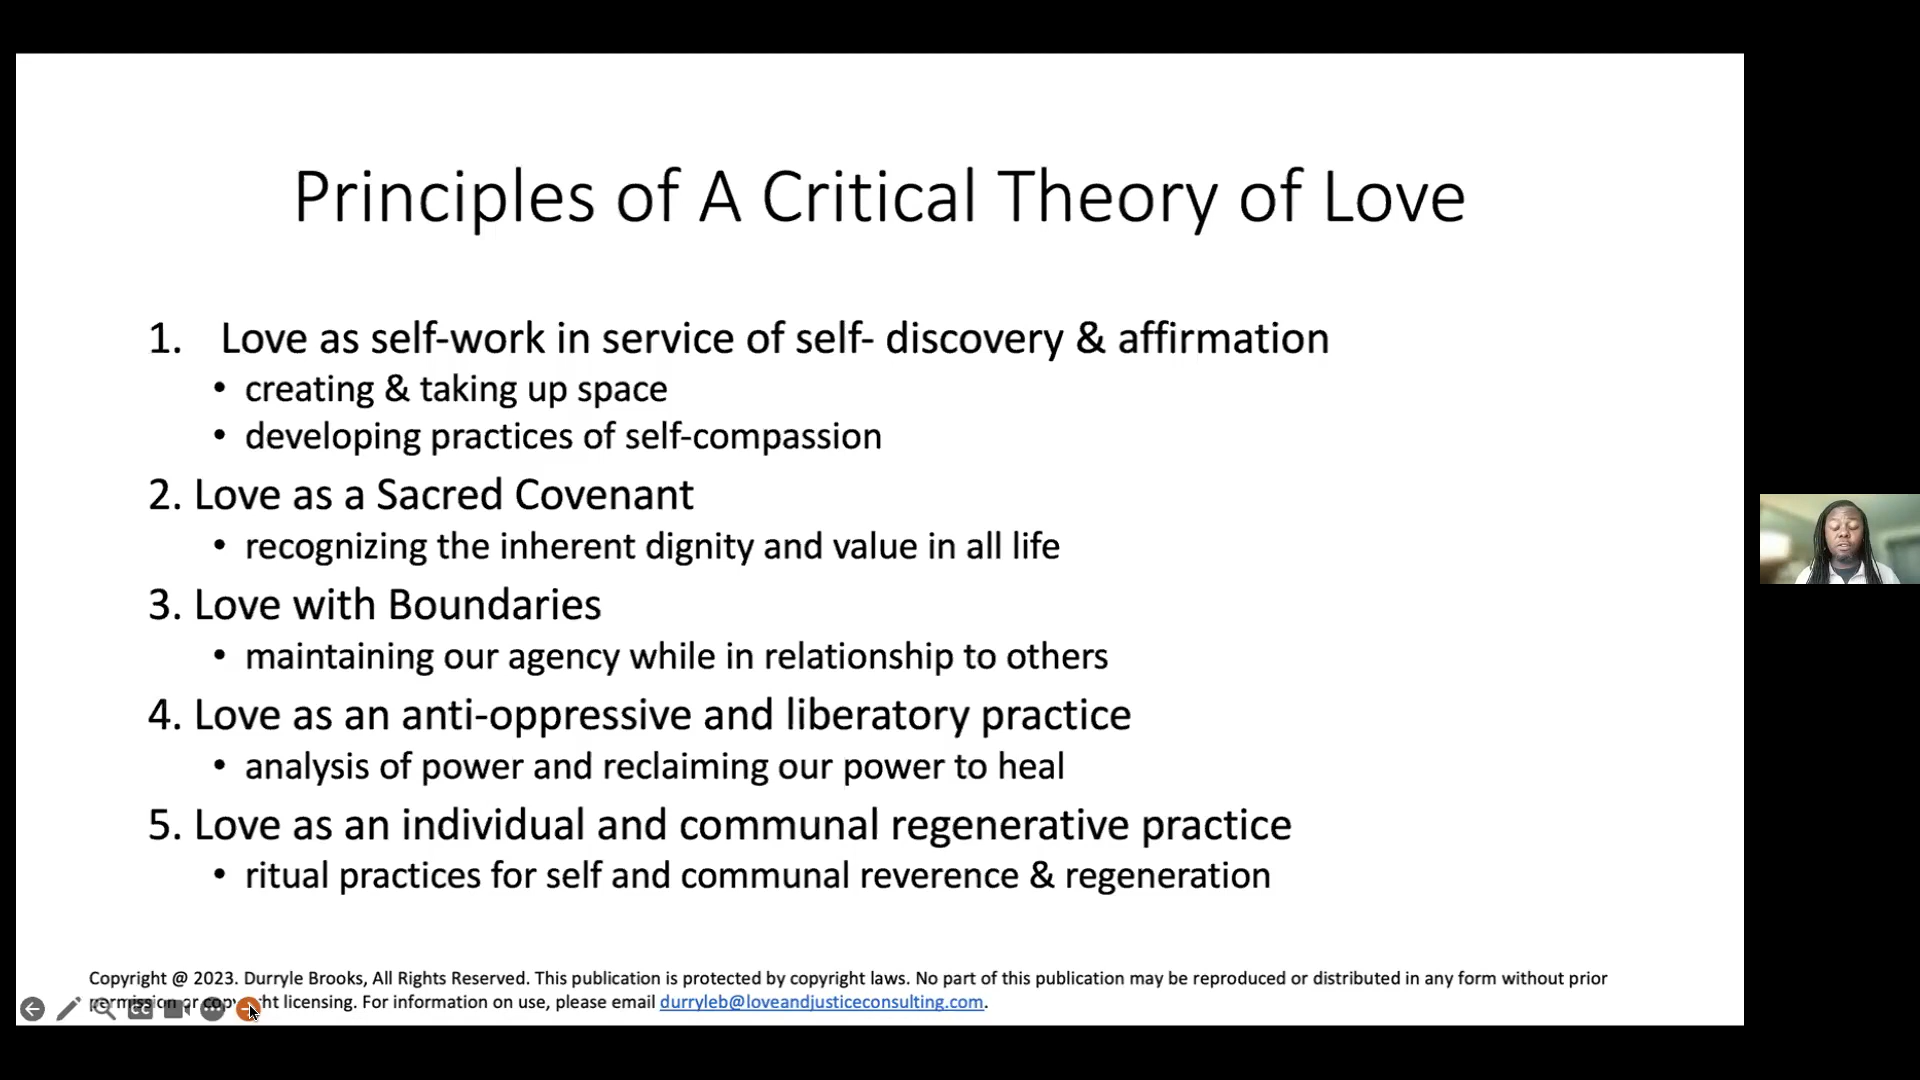 Principles of A Critical Theory of Love
1. Love as self-work in service of self- discovery & affirmation
• creating & taking up space
• developing practices of self-compassion
2. Love as a Sacred Covenant
• recognizing the inherent dignity and value in all life
3. Love with Boundaries
• maintaining our agency while in relationship to others
4. Love as an anti-oppressive and liberatory practice
• analysis of power and reclaiming our power to heal
5. Love as an individual and communal regenerative practice
• ritual practices for self and communal reverence & regeneration
Copyright @ 2023. Durryle Brooks, All Rights Reserved. This publication is protected by copyright laws. No part of this publication may be reproduced or distributed in any form without prior
permission or copyright licensing. For information on use, please email durryleb@loveandjusticeconsulting.com.
CC